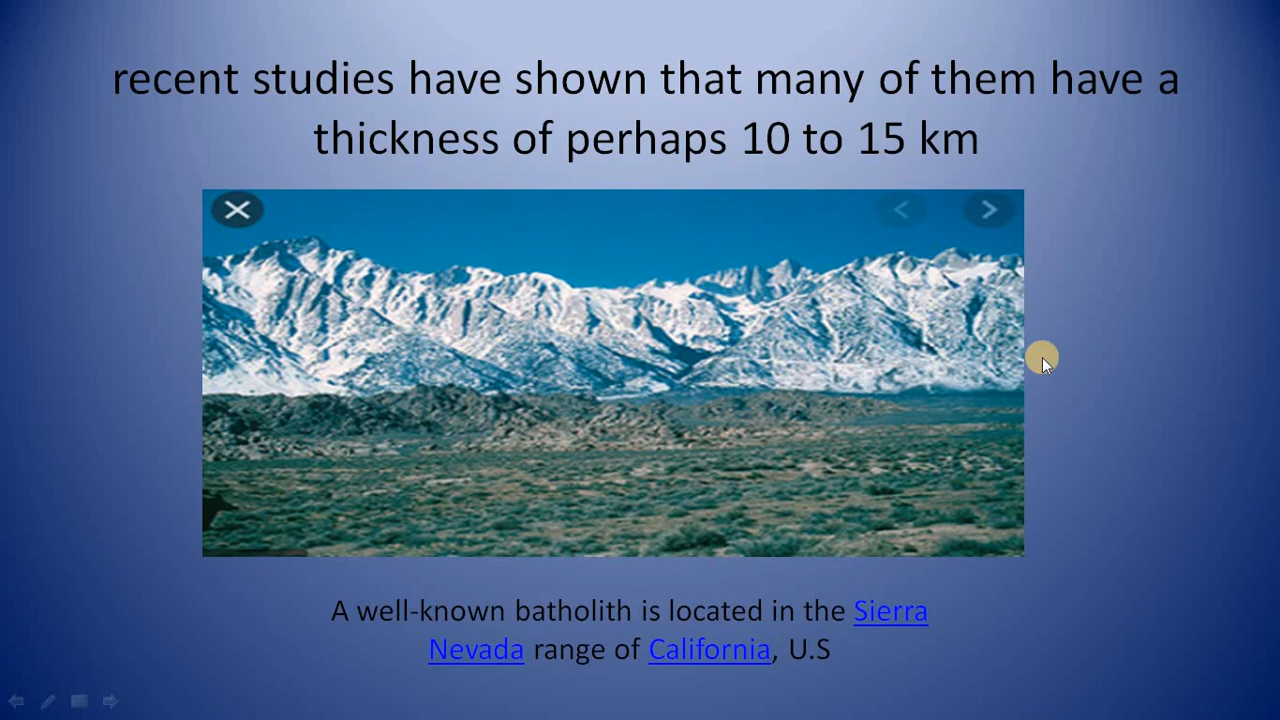 recent studies have shown that many of them have a
thickness of perhaps 10 to 15 km
A well-known batholith is located in the Sierra
Nevada range of California, U.S